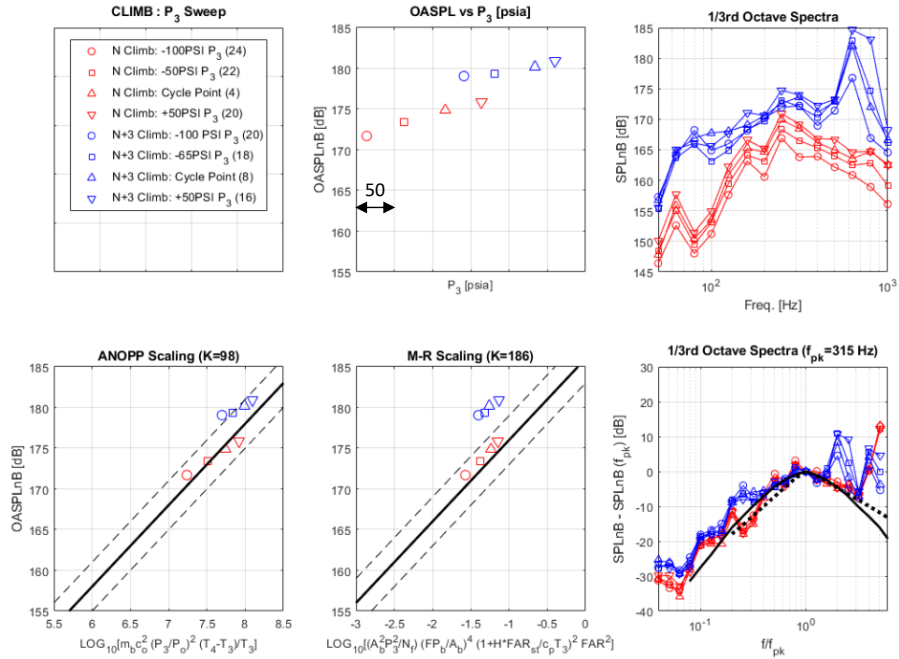 CLIMB : P3 Sweep
N Climb: -100PSI P3 (24)
N Climb: -50PSI P3 (22)
N Climb: Cycle Point (4)
N Climb: +50PSI P3 (20)
N+3 Climb: -100 PSI P3 (20)
N+3 Climb: -65PSI P3 (18)
N+3 Climb: Cycle Point (8)
N+3 Climb: +50PSI P3 (16)
OASPL vs P3 [psia]
OASPLnB [dB]
185
180
175
170
165
160
155
50
P3 [psia]
1/3rd Octave Spectra
SPLnB [dB]
185
180
175
170
165
160
155
150
145
10^2
10^3
Freq. [Hz]
ANOPP Scaling (K=98)
OASPLnB [dB]
185
180
175
170
165
160
155
5.5 6 6.5 7 7.5 8 8.5
LOG10[mbco^2 (P3/Po)^2 (T4-T3)/T3]
M-R Scaling (K=186)
185
180
175
170
165
160
155
-3 -2.5 -2 -1.5 -1 -0.5 0
LOG10[(Ab^2P3^2/Nf) (FPb/Ab)^4 (1+H*FARst/cpT3)^2 FAR^2]
1/3rd Octave Spectra (fpk=315 Hz)
SPLnB - SPLnB (fpk) [dB]
30
20
10
0
-10
-20
-30
-40
10^-1
10^0
f/fpk